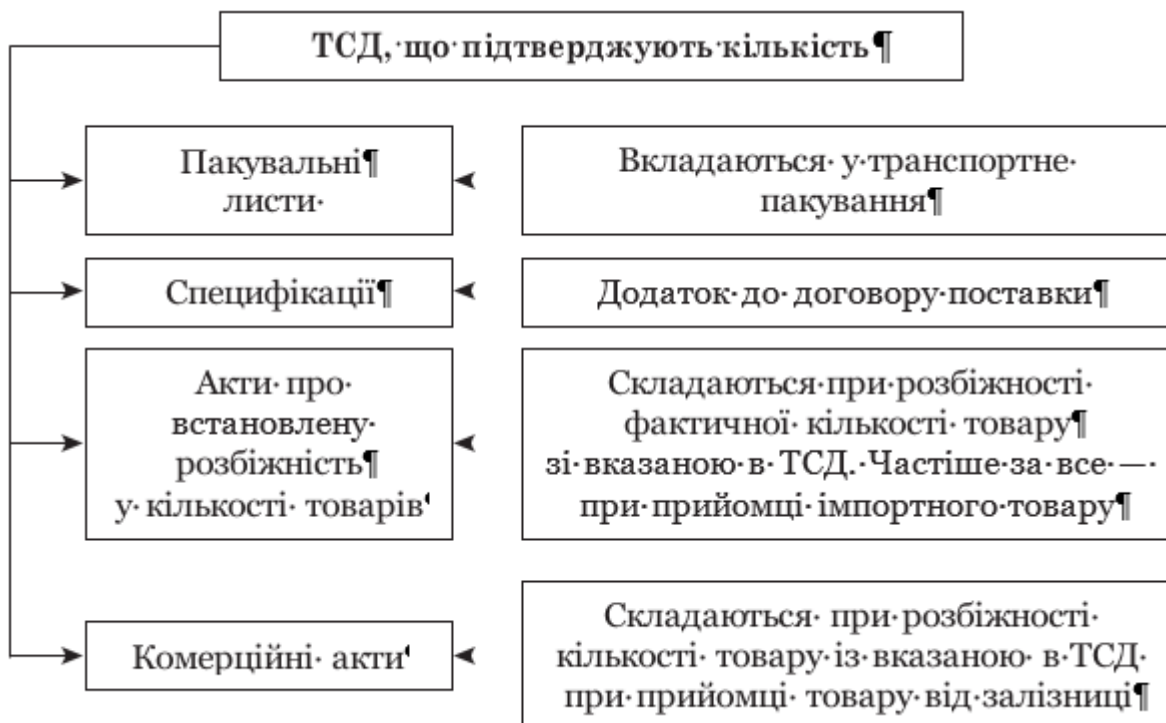 ТСД,·що·підтверджують·кількість¶
Пакувальні¶
листи·
Вкладаються·у·транспортне·
пакування¶
Специфікації¶
Додаток·до·договору·поставки¶
Акти·про·
встановлену·
розбіжність¶
у·кількості·товарів¶
Складаються·при·розбіжності·
фактичної·кількості·товару¶
зі·вказаною·в·ТСД.·Частіше·за·все·—·
при·прийомці·імпортного·товару¶
Комерційні·акти¶
Складаються·при·розбіжності·
кількості·товару·із·вказаною·в·ТСД·
при·прийомці·товару·від·залізниці¶